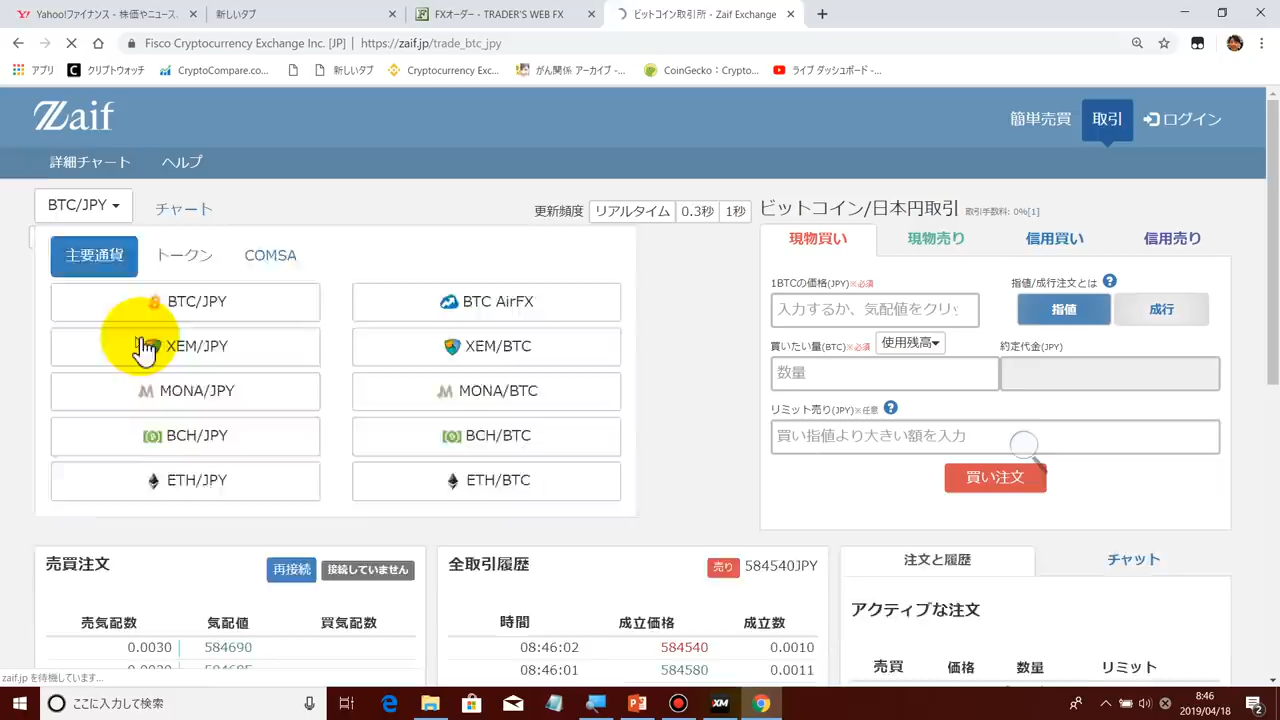 Yahoo!ファイナンス - 株価やニュース、
新しいタブ
FXオーダー - TRADER'S WEB FX
ビットコイン取引所 - Zaif Exchange
Fisco Cryptocurrency Exchange Inc. [JP] | https://zaif.jp/trade_btc_jpy
アプリ
クリプトウォッチ
CryptoCompare.co...
新しいタブ
Cryptocurrency Exc...
がん関係 アーカイブ -...
CoinGecko：Crypto...
ライブ ダッシュボード -...
Zaif
簡単売買
取引
ログイン
詳細チャート
ヘルプ
BTC/JPY
チャート
更新頻度
リアルタイム
0.3秒
1秒
ビットコイン/日本円取引 取引手数料: 0%[1]
主要通貨
トークン
COMSA
現物買い
現物売り
信用買い
信用売り
BTC/JPY
BTC AirFX
XEM/JPY
XEM/BTC
MONA/JPY
MONA/BTC
BCH/JPY
BCH/BTC
ETH/JPY
ETH/BTC
1BTCの価格(JPY)※必須
指値/成行注文とは
入力するか、気配値をクリッ
指値
成行
買いたい量(BTC)※必須
使用残高
約定代金(JPY)
数量
リミット売り(JPY)※任意
買い指値より大きい額を入力
買い注文
売買注文
再接続
接続していません
売気配数
気配値
買気配数
0.0030
584690
全取引履歴
売り
584540JPY
時間
成立価格
成立数
08:46:02
584540
0.0010
08:46:01
584580
0.0011
注文と履歴
チャット
アクティブな注文
売買
価格
数量
リミット
zaif.jp を待機しています...
ここに入力して検索
XM
8:46
2019/04/18
2